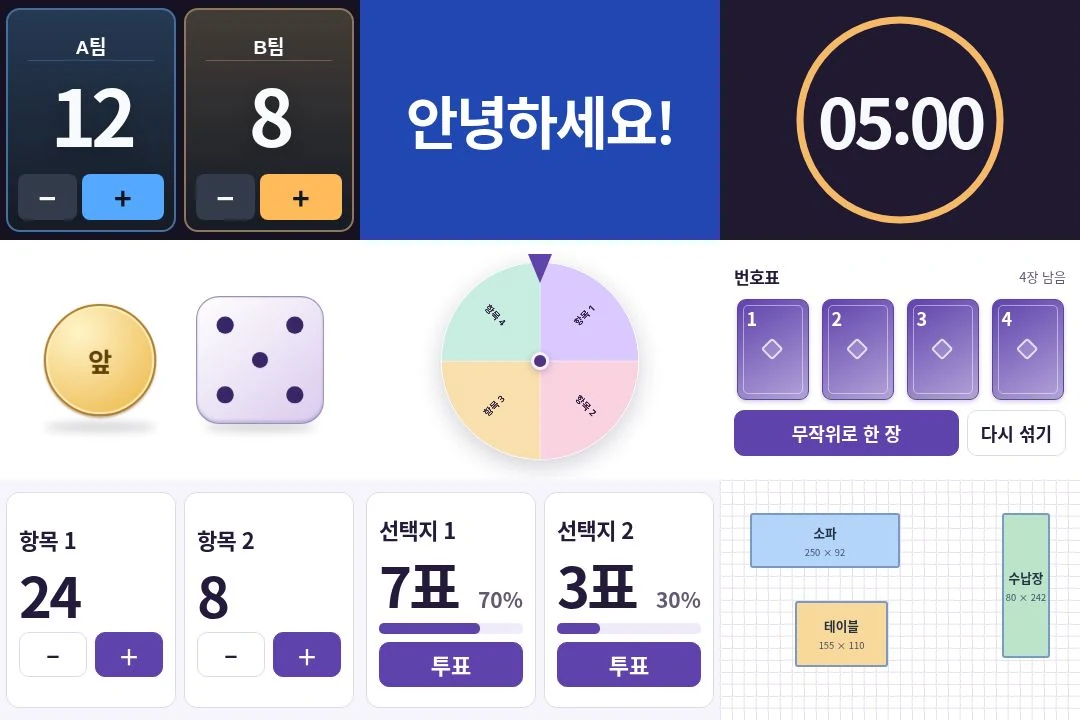 A팀
12
− +
B팀
8
− +
안녕하세요!
05:00
앞
항목 1
항목 2
항목 3
항목 4
번호표
4장 남음
1
2
3
4
무작위로 한 장
다시 섞기
항목 1
24
− +
항목 2
8
− +
선택지 1
7표 70%
투표
선택지 2
3표 30%
투표
소파
250 × 92
수납장
80 × 242
테이블
155 × 110